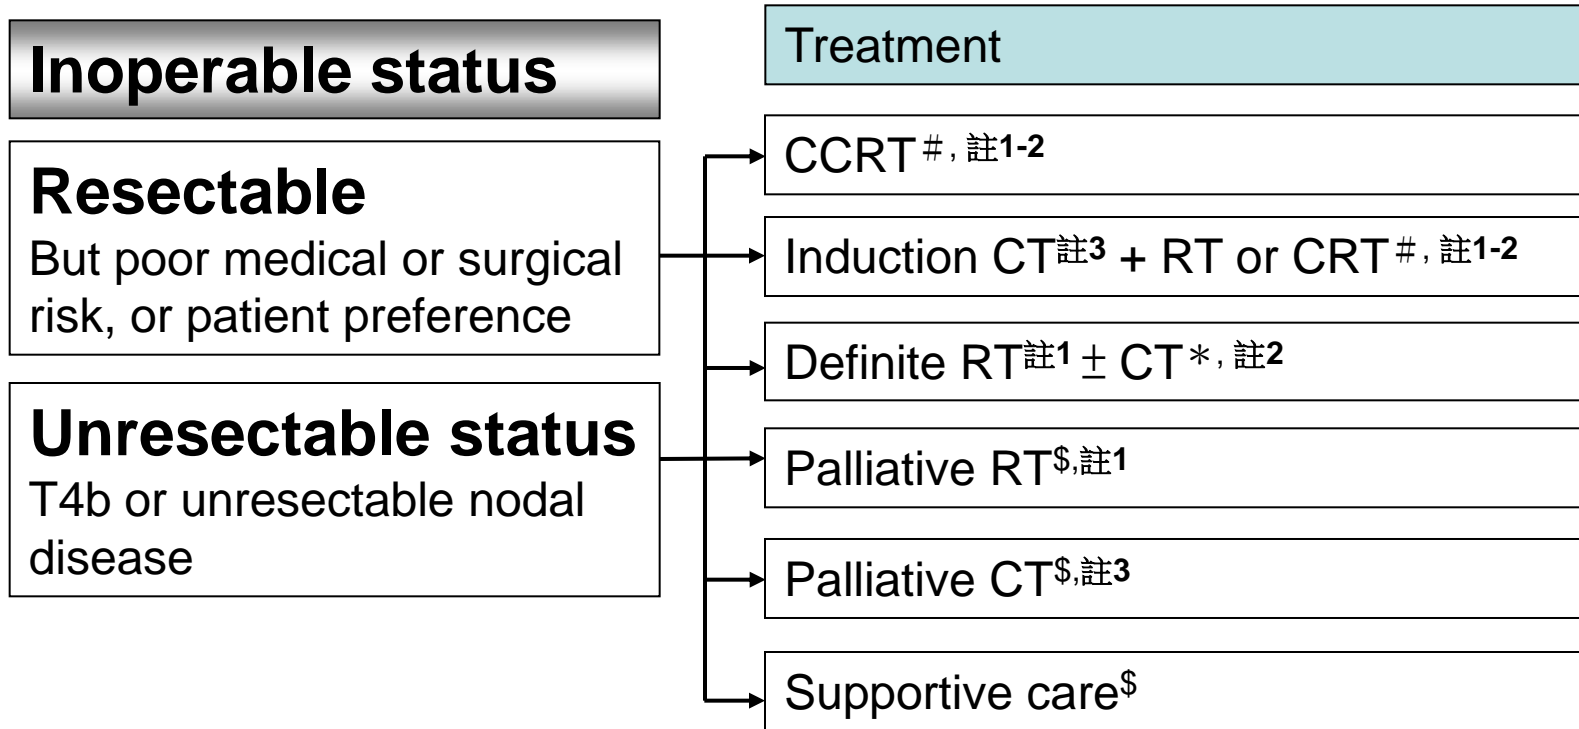 Inoperable status
Resectable
But poor medical or surgical
risk, or patient preference
Unresectable status
T4b or unresectable nodal
disease
Treatment
CCRT#, 註1-2
Induction CT註3 + RT or CRT#, 註1-2
Definite RT註1 ± CT*, 註2
Palliative RT$,註1
Palliative CT$,註3
Supportive care$